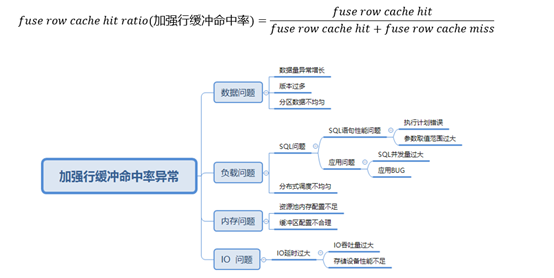 fuse row cache hit ratio(加强行缓冲命中率) = fuse row cache hit / fuse row cache hit + fuse row cache miss
加强行缓冲命中率异常
数据问题
数据量异常增长
版本过多
分区数据不均匀
负载问题
SQL问题
SQL语句性能问题
执行计划错误
参数取值范围过大
应用问题
SQL并发量过大
应用BUG
分布式调度不均匀
内存问题
资源池内存配置不足
缓冲区配置不合理
IO 问题
IO延时过大
IO吞吐量过大
存储设备性能不足